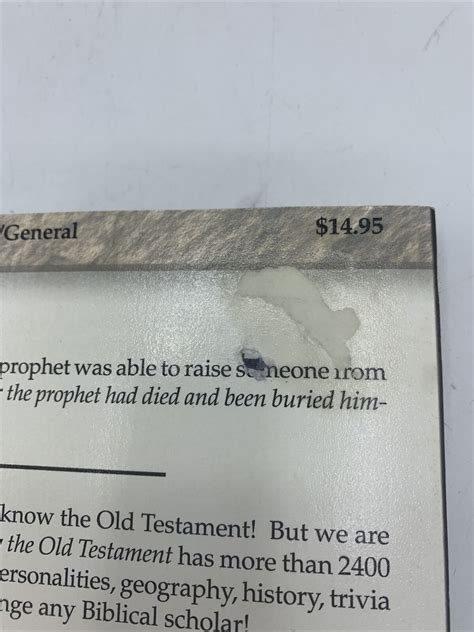 /General $14.95
prophet was able to raise someone from
the prophet had died and been buried him-
know the Old Testament! But we are
the Old Testament has more than 2400
ersonalities, geography, history, trivia
nge any Biblical scholar!